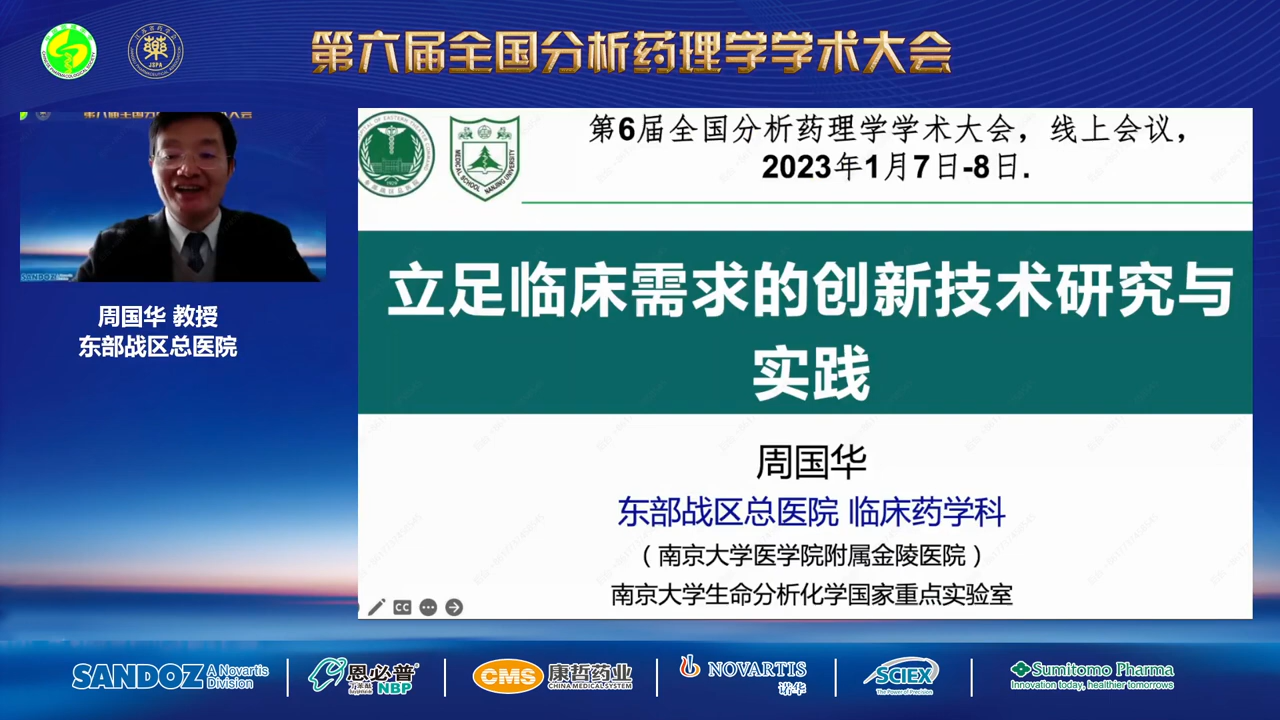 第六届全国分析药理学学术大会
JSPA
周国华 教授
东部战区总医院
第6届全国分析药理学学术大会，线上会议，
2023年1月7日-8日.
MEDICAL SCHOOL NANJING UNIVERSITY
立足临床需求的创新技术研究与
实践
周国华
东部战区总医院 临床药学科
（南京大学医学院附属金陵医院）
南京大学生命分析化学国家重点实验室
CC
SANDOZ A Novartis
Division
恩必普
NBP
CMS 康哲药业
CHINA MEDICAL SYSTEM
NOVARTIS
诺华
SCIEX
The Power of Precision
Sumitomo Pharma
Innovation today, healthier tomorrows